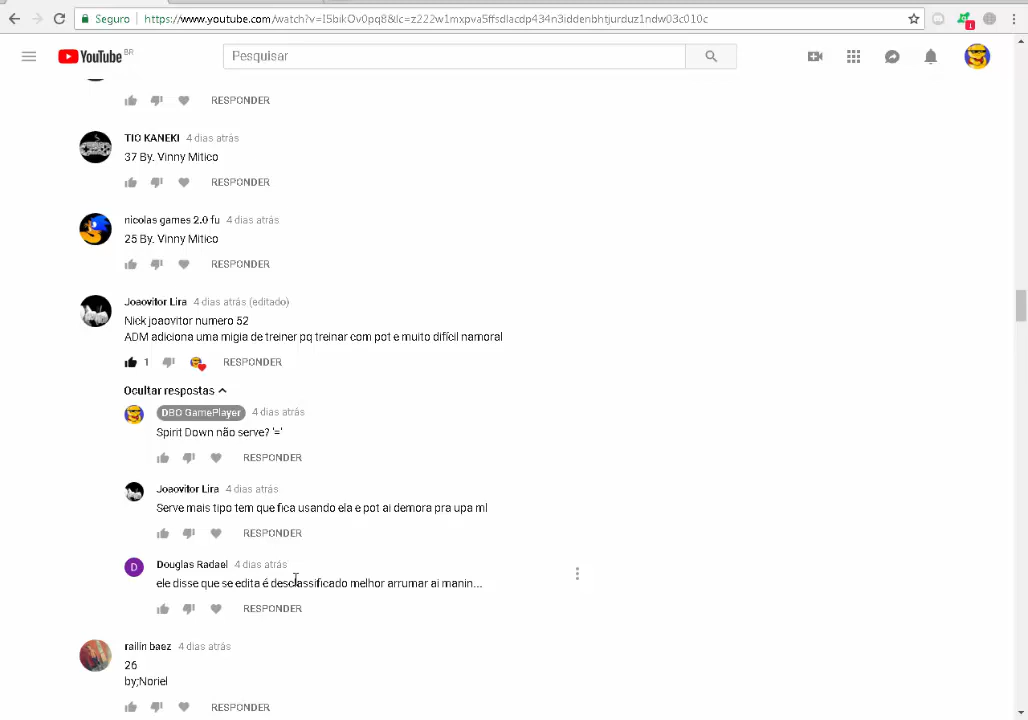 Seguro
https://www.youtube.com/watch?v=I5bikOv0pq8&lc=z222w1mxpva5ffsdlacdp434n3iddenbhtjurduz1ndw03c010c
1
YouTube BR
Pesquisar
RESPONDER
TIO KANEKI 4 dias atrás
37 By. Vinny Mitico
RESPONDER
nicolas games 2.0 fu 4 dias atrás
25 By. Vinny Mitico
RESPONDER
Joaovitor Lira 4 dias atrás (editado)
Nick joaovitor numero 52
ADM adiciona uma migia de treiner pq treinar com pot e muito difícil namoral
1 RESPONDER
Ocultar respostas
DBO GamePlayer 4 dias atrás
Spirit Down não serve? '='
RESPONDER
Joaovitor Lira 4 dias atrás
Serve mais tipo tem que fica usando ela e pot ai demora pra upa ml
RESPONDER
D
Douglas Radael 4 dias atrás
ele disse que se edita é desclassificado melhor arrumar ai manin...
RESPONDER
railin baez 4 dias atrás
26
by;Noriel
RESPONDER